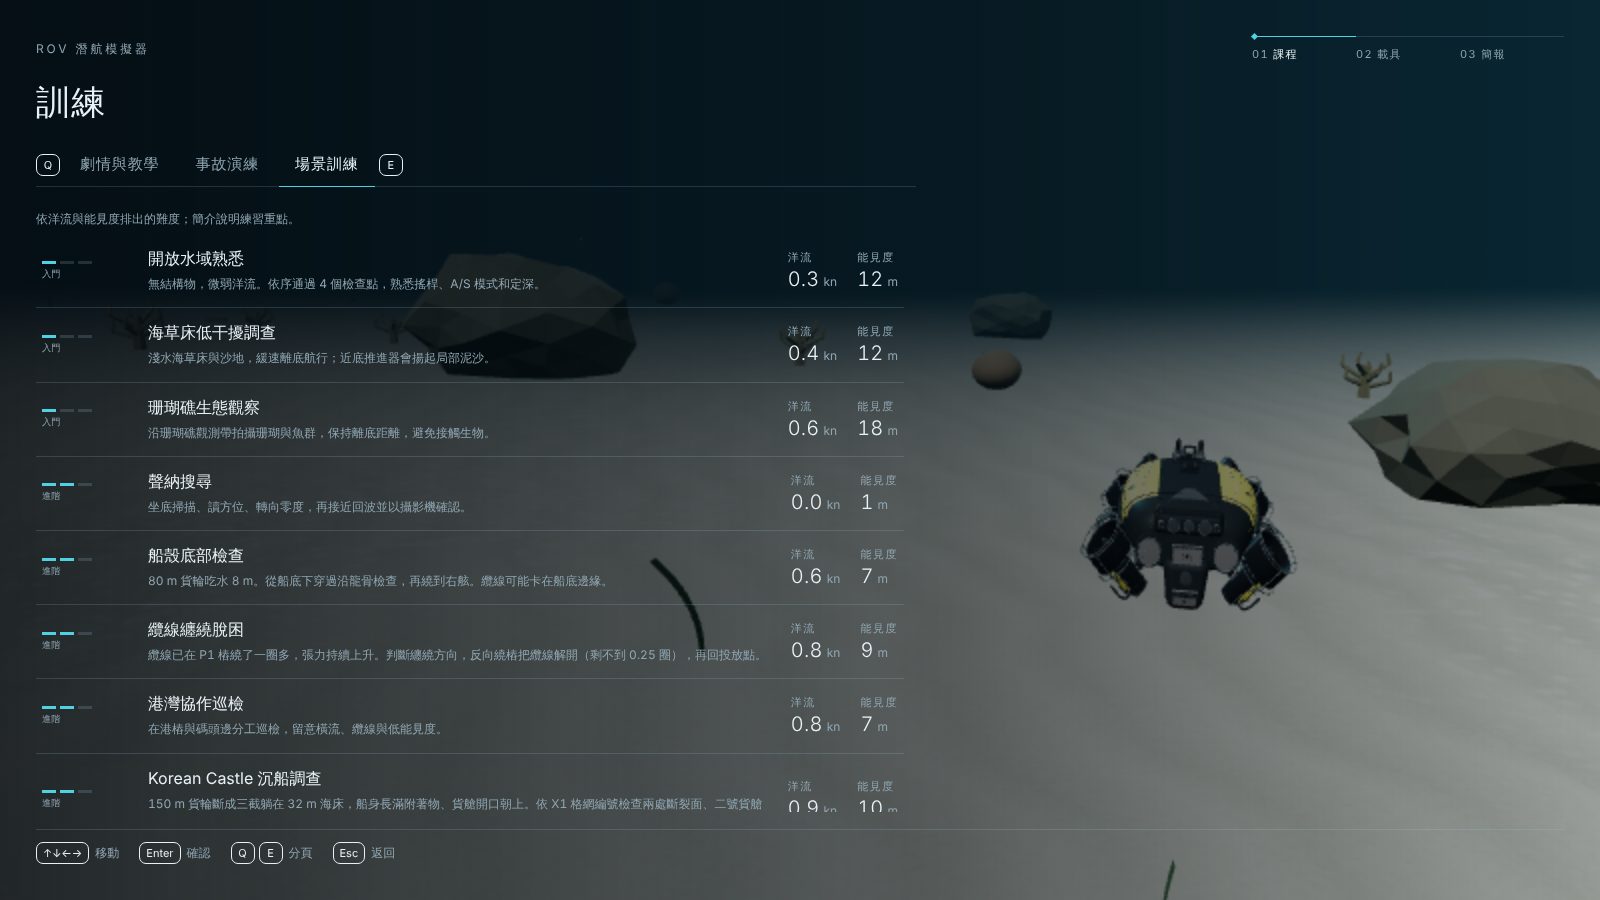 ROV 潛航模擬器
01 課程 02 載具 03 簡報
訓練
Q 劇情與教學 事故演練 場景訓練 E
依洋流與能見度排出的難度；簡介說明練習重點。
入門
開放水域熟悉
無結構物，微弱洋流。依序通過 4 個檢查點，熟悉搖桿、A/S 模式和定深。
洋流 能見度
0.3 kn 12 m
入門
海草床低干擾調查
淺水海草床與沙地，緩速離底航行；近底推進器會揚起局部泥沙。
洋流 能見度
0.4 kn 12 m
入門
珊瑚礁生態觀察
沿珊瑚礁觀測帶拍攝珊瑚與魚群，保持離底距離，避免接觸生物。
洋流 能見度
0.6 kn 18 m
進階
聲納搜尋
坐底掃描、讀方位、轉向零度，再接近回波並以攝影機確認。
洋流 能見度
0.0 kn 1 m
進階
船殼底部檢查
80 m 貨輪吃水 8 m。從船底下穿過沿龍骨檢查，再繞到右舷。纜線可能卡在船底邊緣。
洋流 能見度
0.6 kn 7 m
進階
纜線纏繞脫困
纜線已在 P1 樁繞了一圈多，張力持續上升。判斷纏繞方向，反向繞樁把纜線解開（剩不到 0.25 圈），再回投放點。
洋流 能見度
0.8 kn 9 m
進階
港灣協作巡檢
在港樁與碼頭邊分工巡檢，留意橫流、纜線與低能見度。
洋流 能見度
0.8 kn 7 m
進階
Korean Castle 沉船調查
150 m 貨輪斷成三截躺在 32 m 海床，船身長滿附著物、貨艙開口朝上。依 X1 格網編號檢查兩處斷裂面、二號貨艙
洋流 能見度
0.9 kn 10 m
↑↓←→ 移動 Enter 確認 Q E 分頁 Esc 返回